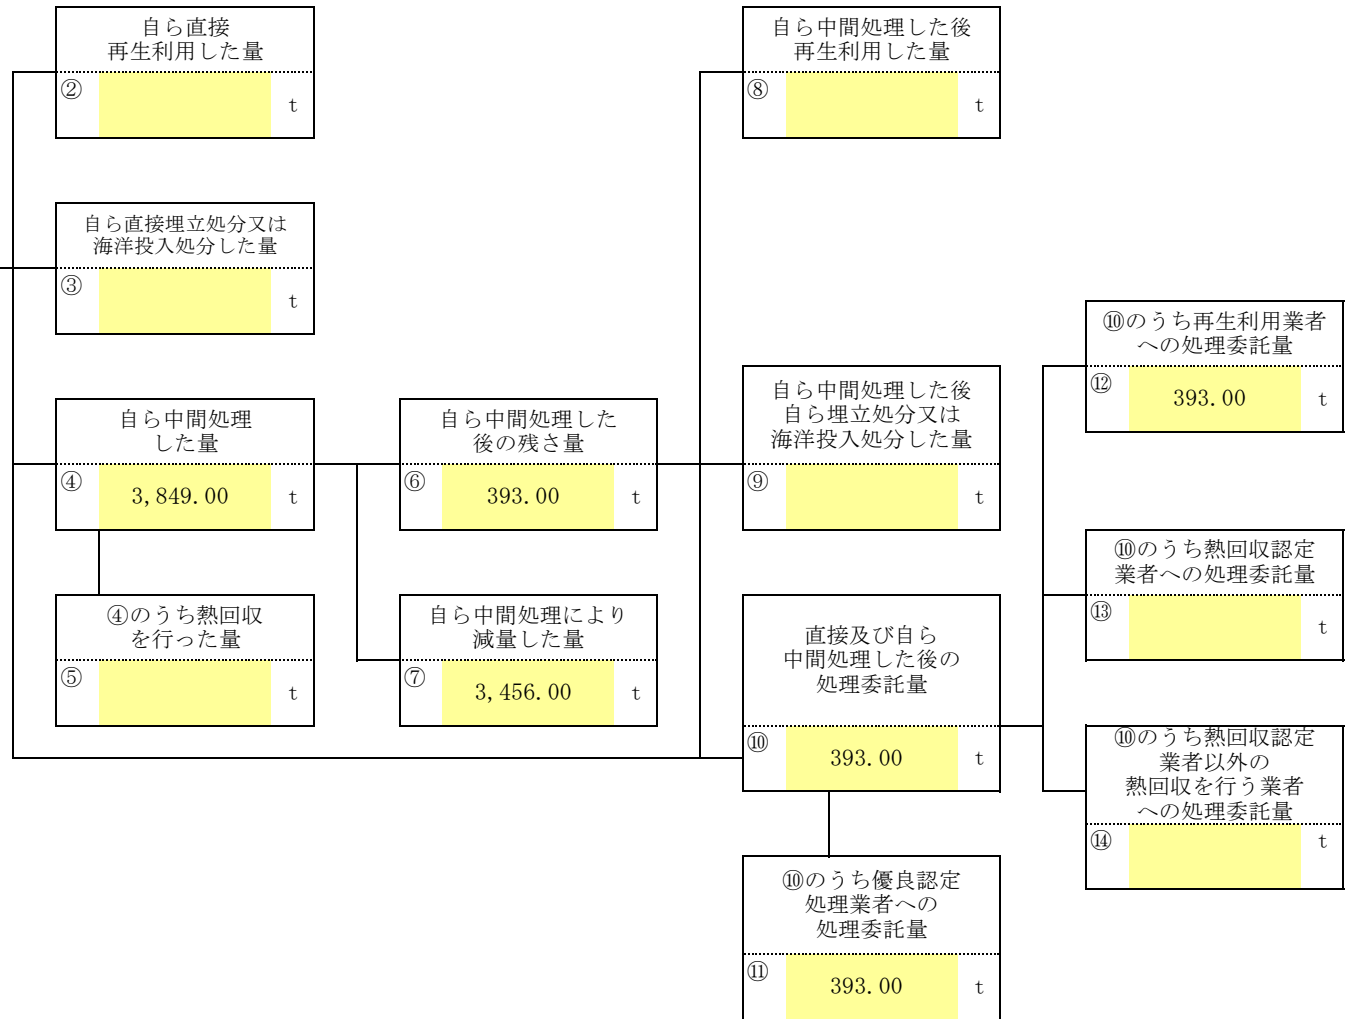 自ら直接
再生利用した量
②
t
自ら直接埋立処分又は
海洋投入処分した量
③
t
自ら中間処理
した量
④
3,849.00
t
④のうち熱回収
を行った量
⑤
t
自ら中間処理した
後の残さ量
⑥
393.00
t
自ら中間処理により
減量した量
⑦
3,456.00
t
自ら中間処理した後
再生利用した量
⑧
t
自ら中間処理した後
自ら埋立処分又は
海洋投入処分した量
⑨
t
直接及び自ら
中間処理した後の
処理委託量
⑩
393.00
t
⑩のうち優良認定
処理業者への
処理委託量
⑪
393.00
t
⑩のうち再生利用業者
への処理委託量
⑫
393.00
t
⑩のうち熱回収認定
業者への処理委託量
⑬
t
⑩のうち熱回収認定
業者以外の
熱回収を行う業者
への処理委託量
⑭
t